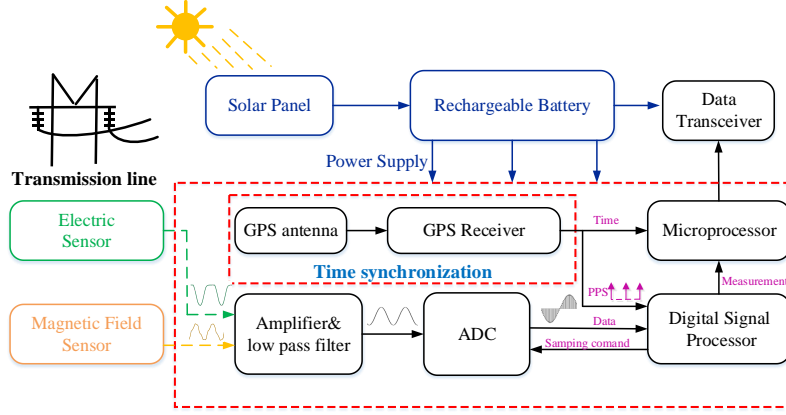 Solar Panel
Rechargeable Battery
Data
Transceiver
Power Supply
Transmission line
Electric
Sensor
GPS antenna
GPS Receiver
Time
Microprocessor
Time synchronization
PPS
Measurement
Magnetic Field
Sensor
Amplifier&
low pass filter
ADC
Data
Samping comand
Digital Signal
Processor